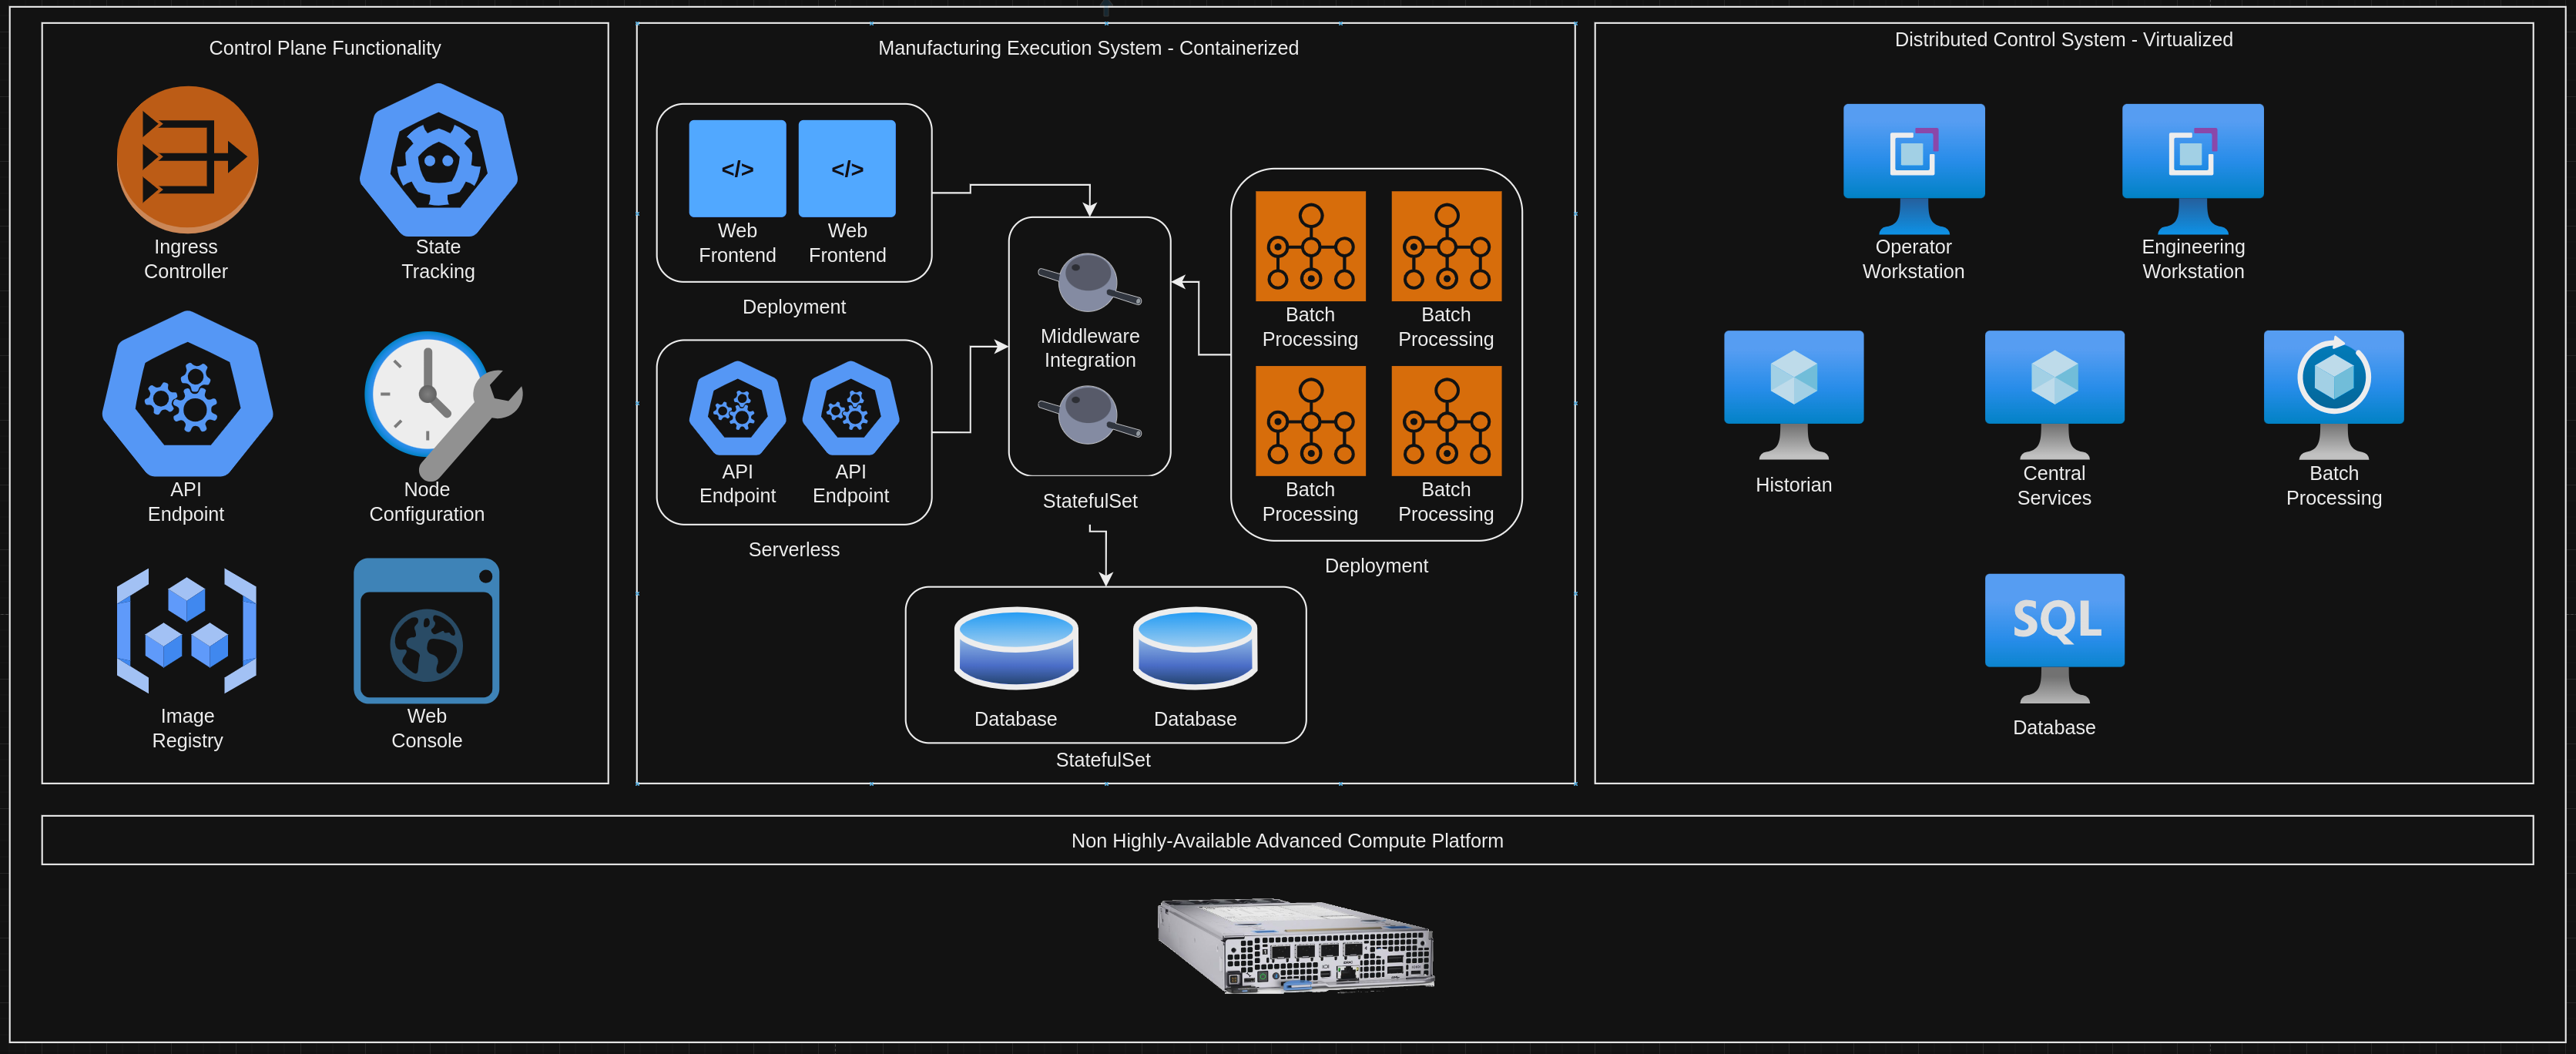 Control Plane Functionality
Ingress
Controller
State
Tracking
API
Endpoint
Node
Configuration
Image
Registry
Web
Console
Manufacturing Execution System - Containerized
</>
</>
Web
Frontend
Web
Frontend
Deployment
API
Endpoint
API
Endpoint
Serverless
Middleware
Integration
StatefulSet
Batch
Processing
Batch
Processing
Batch
Processing
Batch
Processing
Deployment
Database
Database
StatefulSet
Distributed Control System - Virtualized
Operator
Workstation
Engineering
Workstation
Historian
Central
Services
Batch
Processing
SQL
Database
Non Highly-Available Advanced Compute Platform